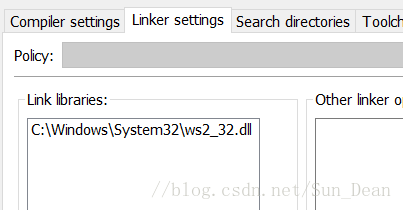 Compiler settings Linker settings Search directories Toolch
Policy:
Link libraries: Other linker op
C:\Windows\System32\ws2_32.dll
//blog.csdn.net/Sun_Dean